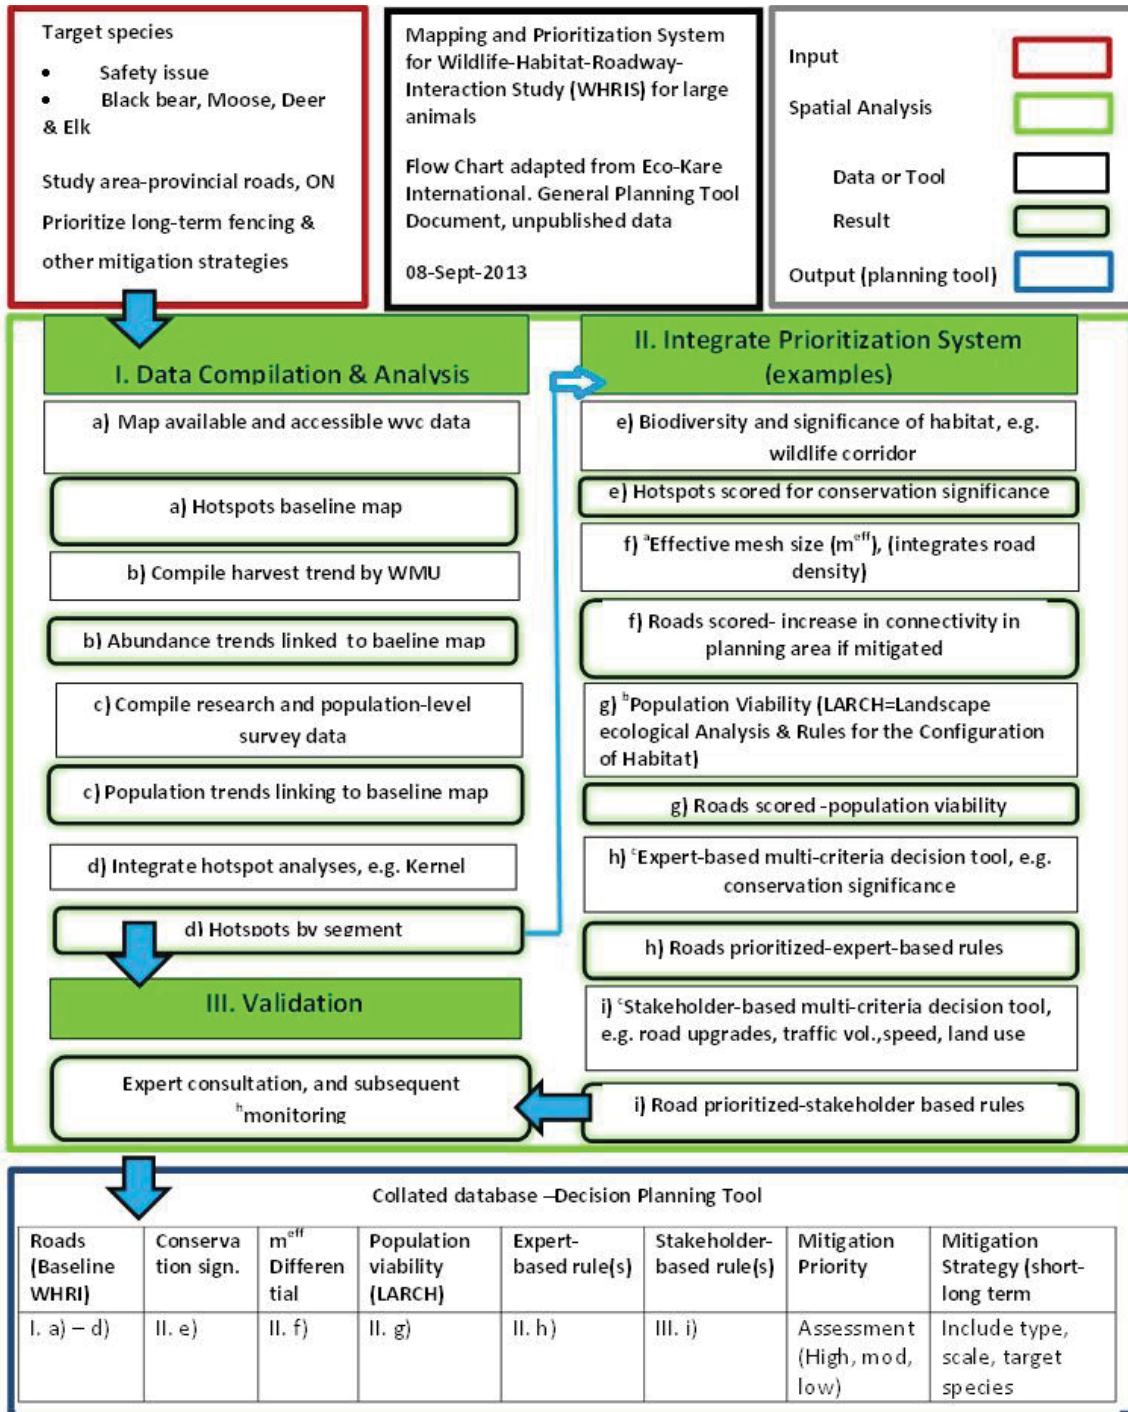 Target species
• Safety issue
• Black bear, Moose, Deer
& Elk
Study area-provincial roads, ON
Prioritize long-term fencing &
other mitigation strategies
Mapping and Prioritization System
for Wildlife-Habitat-Roadway-
Interaction Study (WHRIS) for large
animals
Flow Chart adapted from Eco-Kare
International. General Planning Tool
Document, unpublished data
08-Sept-2013
Input
Spatial Analysis
Data or Tool
Result
Output (planning tool)
I. Data Compilation & Analysis
a) Map available and accessible wvc data
a) Hotspots baseline map
b) Compile harvest trend by WMU
b) Abundance trends linked to baeline map
c) Compile research and population-level
survey data
c) Population trends linking to baseline map
d) Integrate hotspot analyses, e.g. Kernel
d) Hotspots by segment
II. Integrate Prioritization System
(examples)
e) Biodiversity and significance of habitat, e.g.
wildlife corridor
e) Hotspots scored for conservation significance
f) ᵃEffective mesh size (mᵉᶠᶠ), (integrates road
density)
f) Roads scored- increase in connectivity in
planning area if mitigated
g) ᵇPopulation Viability (LARCH=Landscape
ecological Analysis & Rules for the Configuration
of Habitat)
g) Roads scored -population viability
h) ᶜExpert-based multi-criteria decision tool, e.g.
conservation significance
h) Roads prioritized-expert-based rules
i) ᶜStakeholder-based multi-criteria decision tool,
e.g. road upgrades, traffic vol.,speed, land use
i) Road prioritized-stakeholder based rules
III. Validation
Expert consultation, and subsequent
ʰmonitoring
Collated database –Decision Planning Tool
Roads
(Baseline
WHRI)
Conserva
tion sign.
mᵉᶠᶠ
Differen
tial
Population
viability
(LARCH)
Expert-
based rule(s)
Stakeholder-
based rule(s)
Mitigation
Priority
Mitigation
Strategy (short-
long term
I. a) – d)
II. e)
II. f)
II. g)
II. h)
III. i)
Assessment
(High, mod,
low)
Include type,
scale, target
species